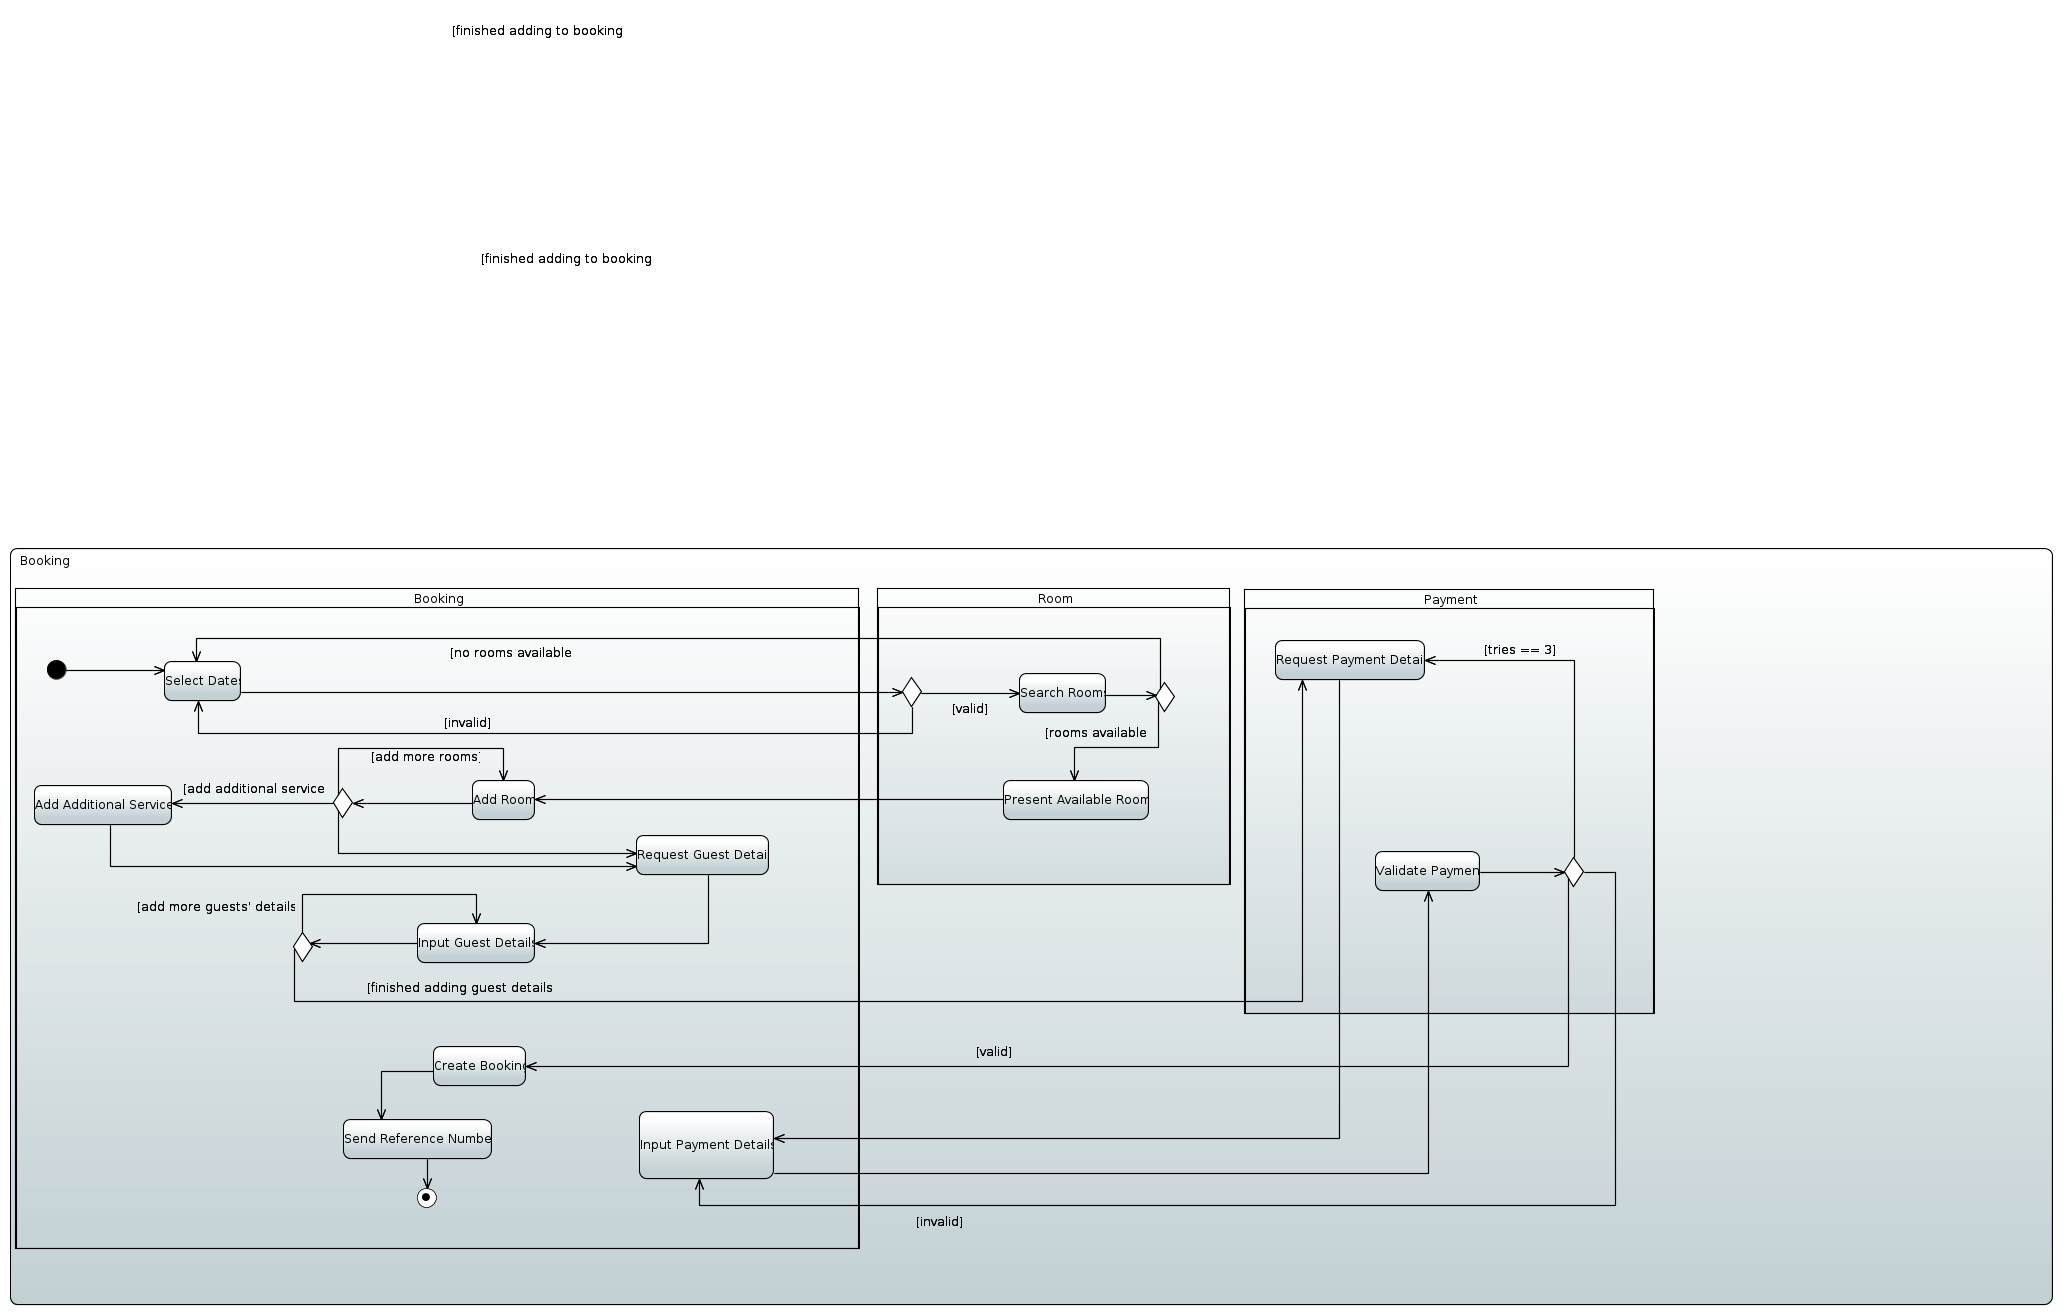 [finished adding to booking
[finished adding to booking
Booking
Booking
Room
Payment
[no rooms available
Request Payment Detai
[tries == 3]
Select Dates
Search Rooms
[valid]
[invalid]
[rooms available
[add more rooms]
[add additional service
Add Additional Service
Add Room
Present Available Room
Request Guest Detai
Validate Paymen
[add more guests' details
Input Guest Details
[finished adding guest details
[valid]
Create Booking
Send Reference Numbe
Input Payment Details
[invalid]